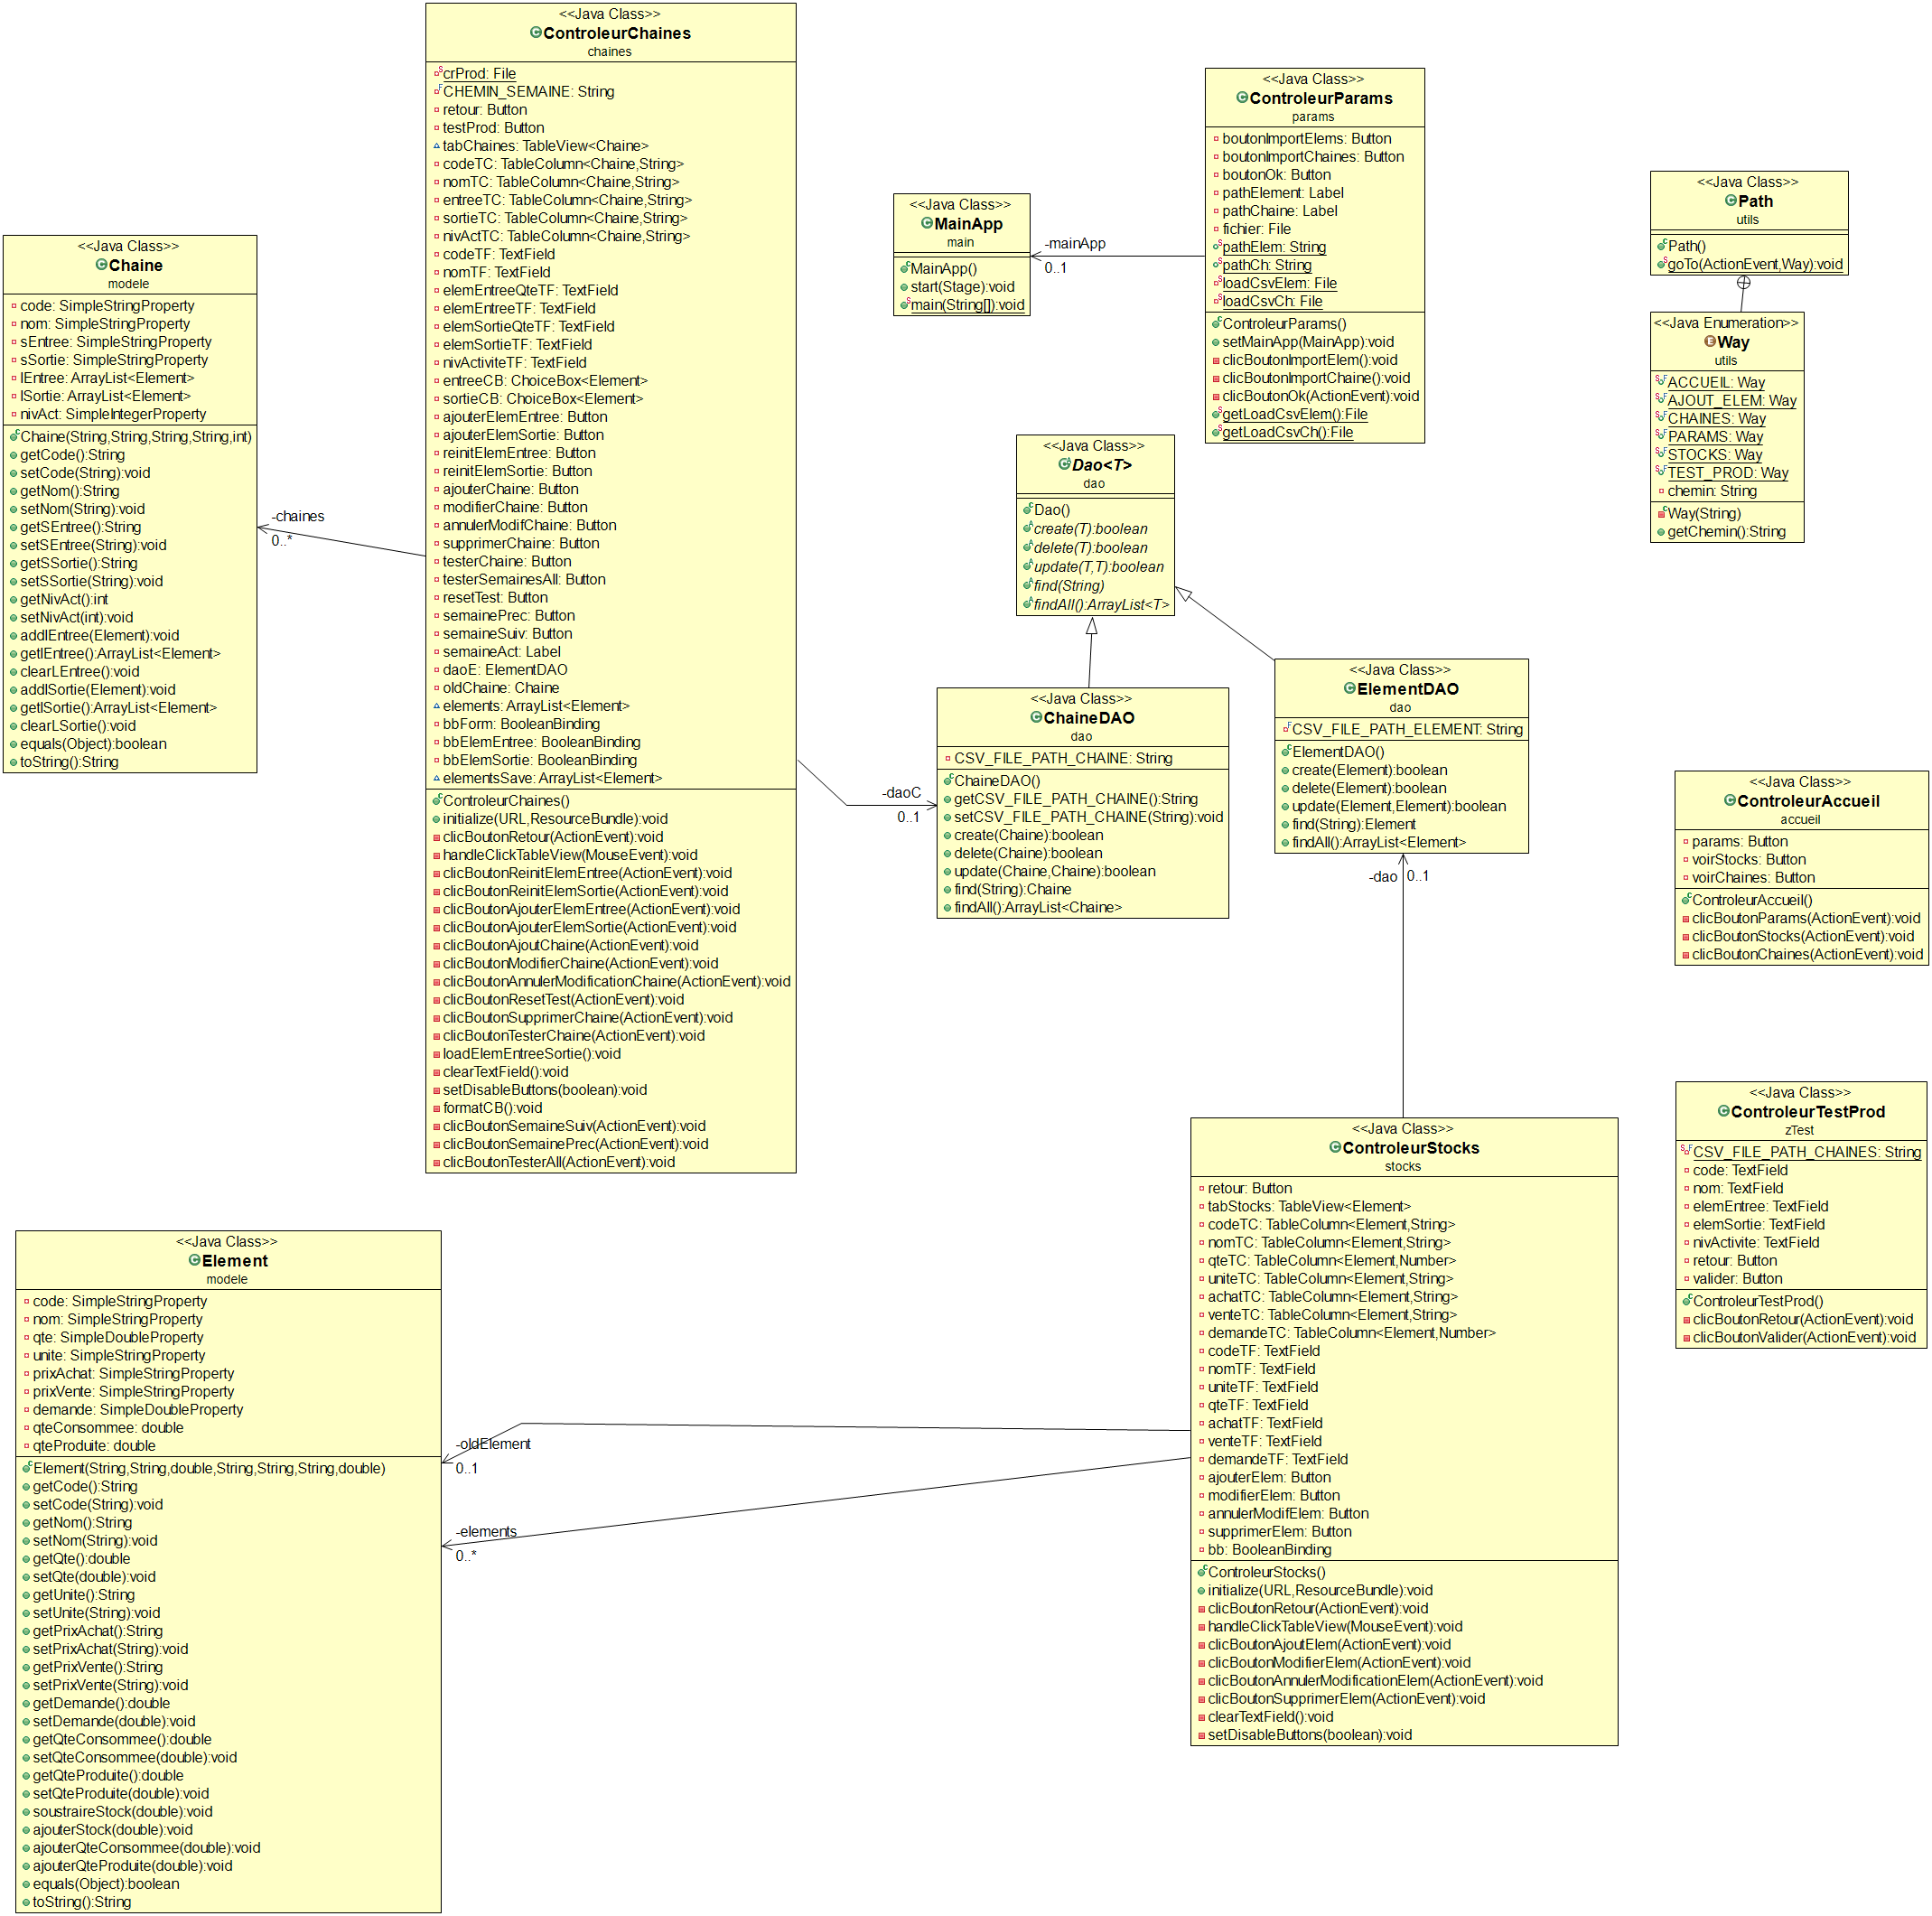 <<Java Class>>
ControleurChaines
chaines
crProd: File
CHEMIN_SEMAINE: String
retour: Button
testProd: Button
tabChaines: TableView<Chaine>
codeTC: TableColumn<Chaine,String>
nomTC: TableColumn<Chaine,String>
entreeTC: TableColumn<Chaine,String>
sortieTC: TableColumn<Chaine,String>
nivActTC: TableColumn<Chaine,String>
codeTF: TextField
nomTF: TextField
elemEntreeQteTF: TextField
elemEntreeTF: TextField
elemSortieQteTF: TextField
elemSortieTF: TextField
nivActiviteTF: TextField
entreeCB: ChoiceBox<Element>
sortieCB: ChoiceBox<Element>
ajouterElemEntree: Button
ajouterElemSortie: Button
reinitElemEntree: Button
reinitElemSortie: Button
ajouterChaine: Button
modifierChaine: Button
annulerModifChaine: Button
supprimerChaine: Button
testerChaine: Button
testerSemainesAll: Button
resetTest: Button
semainePrec: Button
semaineSuiv: Button
semaineAct: Label
daoE: ElementDAO
oldChaine: Chaine
elements: ArrayList<Element>
bbForm: BooleanBinding
bbElemEntree: BooleanBinding
bbElemSortie: BooleanBinding
elementsSave: ArrayList<Element>
ControleurChaines()
initialize(URL,ResourceBundle):void
clicBoutonRetour(ActionEvent):void
handleClickTableView(MouseEvent):void
clicBoutonReinitElemEntree(ActionEvent):void
clicBoutonReinitElemSortie(ActionEvent):void
clicBoutonAjouterElemEntree(ActionEvent):void
clicBoutonAjouterElemSortie(ActionEvent):void
clicBoutonAjoutChaine(ActionEvent):void
clicBoutonModifierChaine(ActionEvent):void
clicBoutonAnnulerModificationChaine(ActionEvent):void
clicBoutonResetTest(ActionEvent):void
clicBoutonSupprimerChaine(ActionEvent):void
clicBoutonTesterChaine(ActionEvent):void
loadElemEntreeSortie():void
clearTextField():void
setDisableButtons(boolean):void
formatCB():void
clicBoutonSemaineSuiv(ActionEvent):void
clicBoutonSemainePrec(ActionEvent):void
clicBoutonTesterAll(ActionEvent):void
<<Java Class>>
ControleurParams
params
boutonImportElems: Button
boutonImportChaines: Button
boutonOk: Button
pathElement: Label
pathChaine: Label
fichier: File
pathElem: String
pathCh: String
loadCsvElem: File
loadCsvCh: File
ControleurParams()
setMainApp(MainApp):void
clicBoutonImportElem():void
clicBoutonImportChaine():void
clicBoutonOk(ActionEvent):void
getLoadCsvElem():File
getLoadCsvCh():File
<<Java Class>>
MainApp
main
MainApp()
start(Stage):void
main(String[]):void
-mainApp
0..1
<<Java Class>>
Path
utils
Path()
goTo(ActionEvent,Way):void
<<Java Enumeration>>
Way
utils
ACCUEIL: Way
AJOUT_ELEM: Way
CHAINES: Way
PARAMS: Way
STOCKS: Way
TEST_PROD: Way
chemin: String
Way(String)
getChemin():String
<<Java Class>>
Chaine
modele
code: SimpleStringProperty
nom: SimpleStringProperty
sEntree: SimpleStringProperty
sSortie: SimpleStringProperty
lEntree: ArrayList<Element>
lSortie: ArrayList<Element>
nivAct: SimpleIntegerProperty
Chaine(String,String,String,String,int)
getCode():String
setCode(String):void
getNom():String
setNom(String):void
getSEntree():String
setSEntree(String):void
getSSortie():String
setSSortie(String):void
getNivAct():int
setNivAct(int):void
addlEntree(Element):void
getlEntree():ArrayList<Element>
clearLEntree():void
addlSortie(Element):void
getlSortie():ArrayList<Element>
clearLSortie():void
equals(Object):boolean
toString():String
-chaines
0..*
<<Java Class>>
Dao<T>
dao
Dao()
create(T):boolean
delete(T):boolean
update(T,T):boolean
find(String)
findAll():ArrayList<T>
<<Java Class>>
ChaineDAO
dao
CSV_FILE_PATH_CHAINE: String
ChaineDAO()
getCSV_FILE_PATH_CHAINE():String
setCSV_FILE_PATH_CHAINE(String):void
create(Chaine):boolean
delete(Chaine):boolean
update(Chaine,Chaine):boolean
find(String):Chaine
findAll():ArrayList<Chaine>
-daoC
0..1
<<Java Class>>
ElementDAO
dao
CSV_FILE_PATH_ELEMENT: String
ElementDAO()
create(Element):boolean
delete(Element):boolean
update(Element,Element):boolean
find(String):Element
findAll():ArrayList<Element>
-dao
0..1
<<Java Class>>
ControleurAccueil
accueil
params: Button
voirStocks: Button
voirChaines: Button
ControleurAccueil()
clicBoutonParams(ActionEvent):void
clicBoutonStocks(ActionEvent):void
clicBoutonChaines(ActionEvent):void
<<Java Class>>
ControleurTestProd
zTest
CSV_FILE_PATH_CHAINES: String
code: TextField
nom: TextField
elemEntree: TextField
elemSortie: TextField
nivActivite: TextField
retour: Button
valider: Button
ControleurTestProd()
clicBoutonRetour(ActionEvent):void
clicBoutonValider(ActionEvent):void
<<Java Class>>
ControleurStocks
stocks
retour: Button
tabStocks: TableView<Element>
codeTC: TableColumn<Element,String>
nomTC: TableColumn<Element,String>
qteTC: TableColumn<Element,Number>
uniteTC: TableColumn<Element,String>
achatTC: TableColumn<Element,String>
venteTC: TableColumn<Element,String>
demandeTC: TableColumn<Element,Number>
codeTF: TextField
nomTF: TextField
uniteTF: TextField
qteTF: TextField
achatTF: TextField
venteTF: TextField
demandeTF: TextField
ajouterElem: Button
modifierElem: Button
annulerModifElem: Button
supprimerElem: Button
bb: BooleanBinding
ControleurStocks()
initialize(URL,ResourceBundle):void
clicBoutonRetour(ActionEvent):void
handleClickTableView(MouseEvent):void
clicBoutonAjoutElem(ActionEvent):void
clicBoutonModifierElem(ActionEvent):void
clicBoutonAnnulerModificationElem(ActionEvent):void
clicBoutonSupprimerElem(ActionEvent):void
clearTextField():void
setDisableButtons(boolean):void
<<Java Class>>
Element
modele
code: SimpleStringProperty
nom: SimpleStringProperty
qte: SimpleDoubleProperty
unite: SimpleStringProperty
prixAchat: SimpleStringProperty
prixVente: SimpleStringProperty
demande: SimpleDoubleProperty
qteConsommee: double
qteProduite: double
Element(String,String,double,String,String,String,double)
getCode():String
setCode(String):void
getNom():String
setNom(String):void
getQte():double
setQte(double):void
getUnite():String
setUnite(String):void
getPrixAchat():String
setPrixAchat(String):void
getPrixVente():String
setPrixVente(String):void
getDemande():double
setDemande(double):void
getQteConsommee():double
setQteConsommee(double):void
getQteProduite():double
setQteProduite(double):void
soustraireStock(double):void
ajouterStock(double):void
ajouterQteConsommee(double):void
ajouterQteProduite(double):void
equals(Object):boolean
toString():String
-oldElement
0..1
-elements
0..*